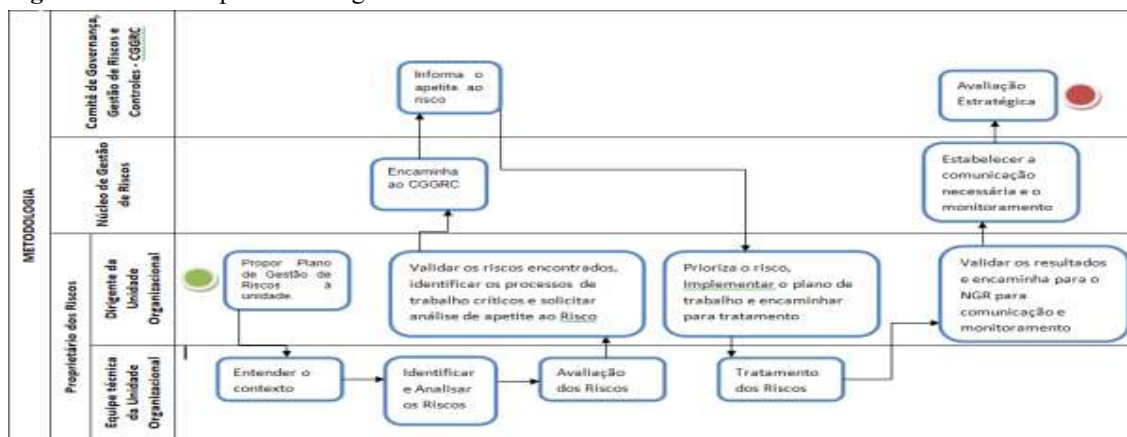 METODOLOGIA
Comitê de Governança,
Gestão de Riscos e
Controles - CGGRC
Informa o
apetite ao
risco
Avaliação
Estratégica
Núcleo de Gestão
de Riscos
Encaminha
ao CGGRC
Estabelecer a
comunicação
necessária e o
monitoramento
Proprietário dos Riscos
Dirigente da
Unidade
Organizacional
Propor Plano
de Gestão de
Riscos à
unidade.
Validar os riscos encontrados,
identificar os processos de
trabalho críticos e solicitar
análise de apetite ao Risco
Prioriza o risco,
Implementar o plano de
trabalho e encaminhar
para tratamento
Validar os resultados
e encaminha para o
NGR para
comunicação e
monitoramento
Equipe técnica
da Unidade
Organizacional
Entender o
contexto
Identificar
e Analisar
os Riscos
Avaliação
dos Riscos
Tratamento
dos Riscos